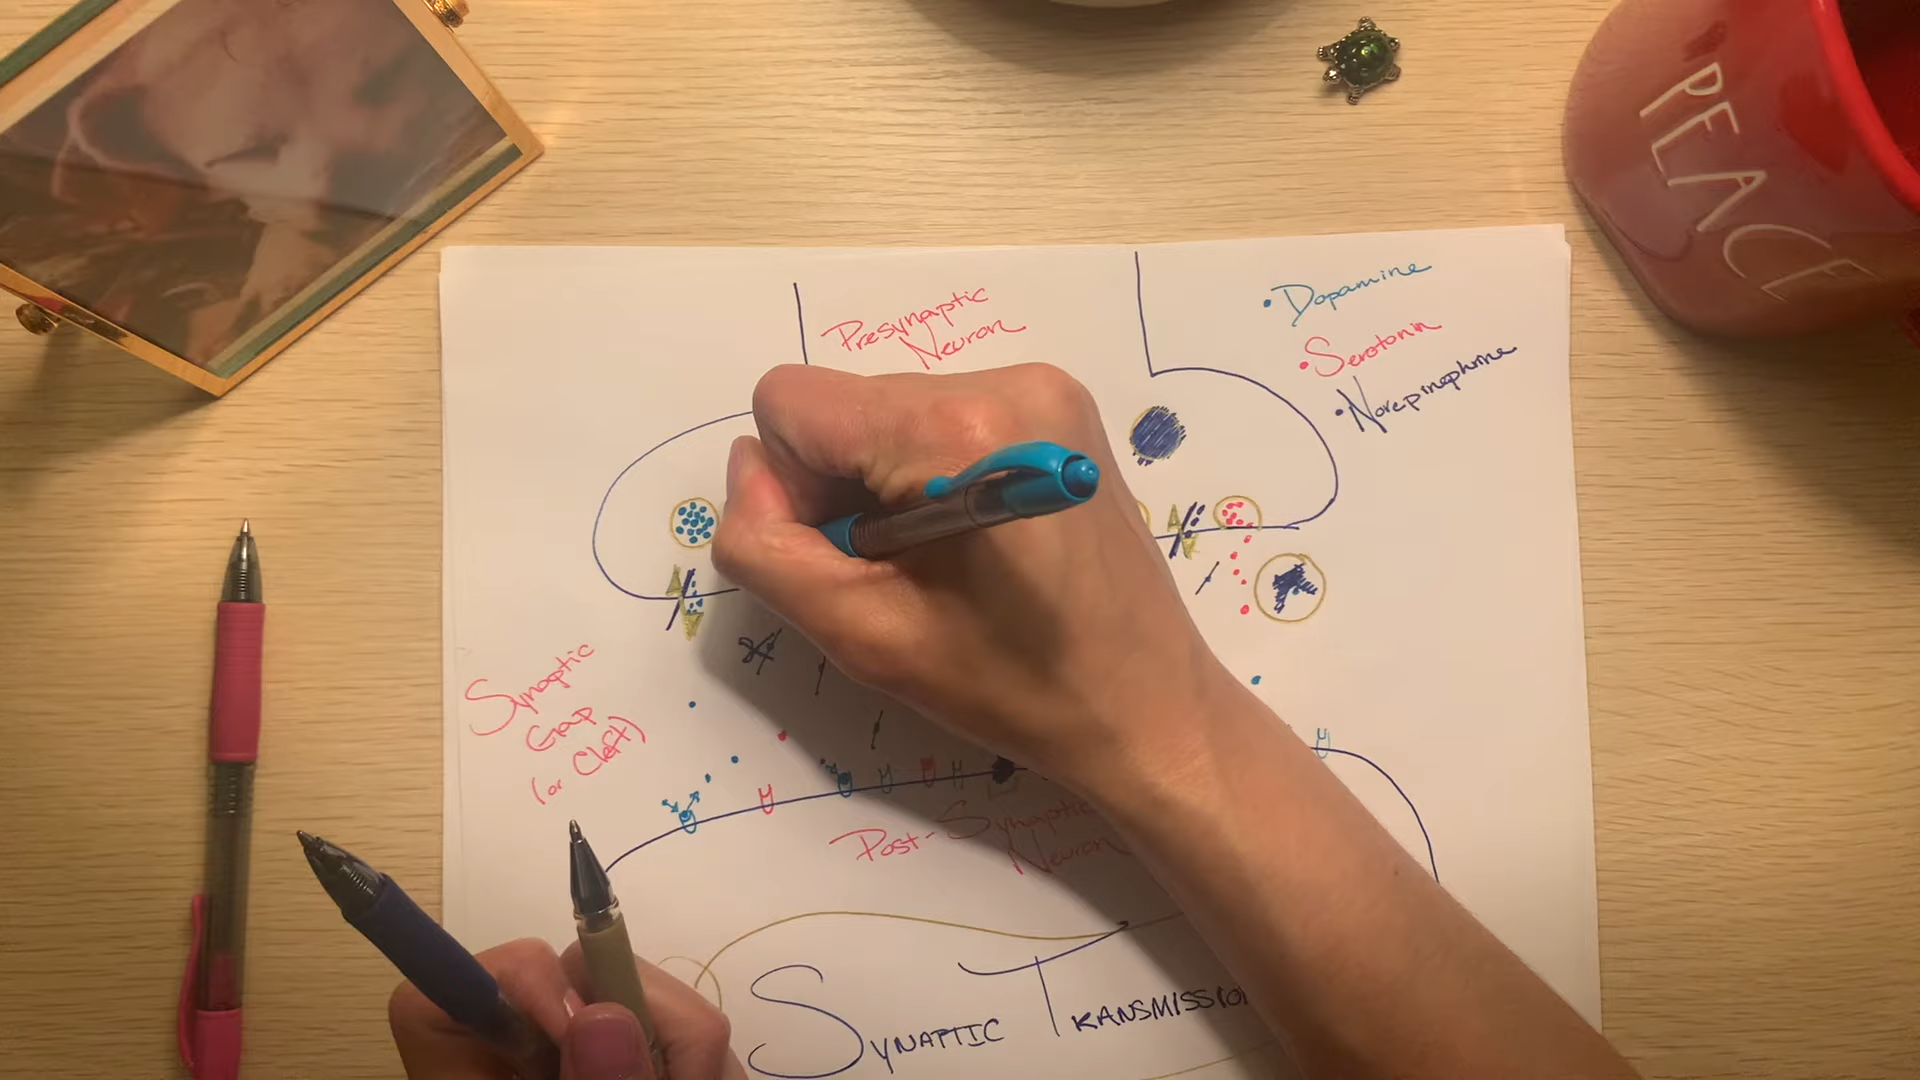 PEACE
Presynaptic
Neuron
• Dopamine
• Serotonin
• Norepinephrine
Synaptic
Gap
(or Cleft)
Post-Synaptic
Neuron
SYNAPTIC TRANSMISSION